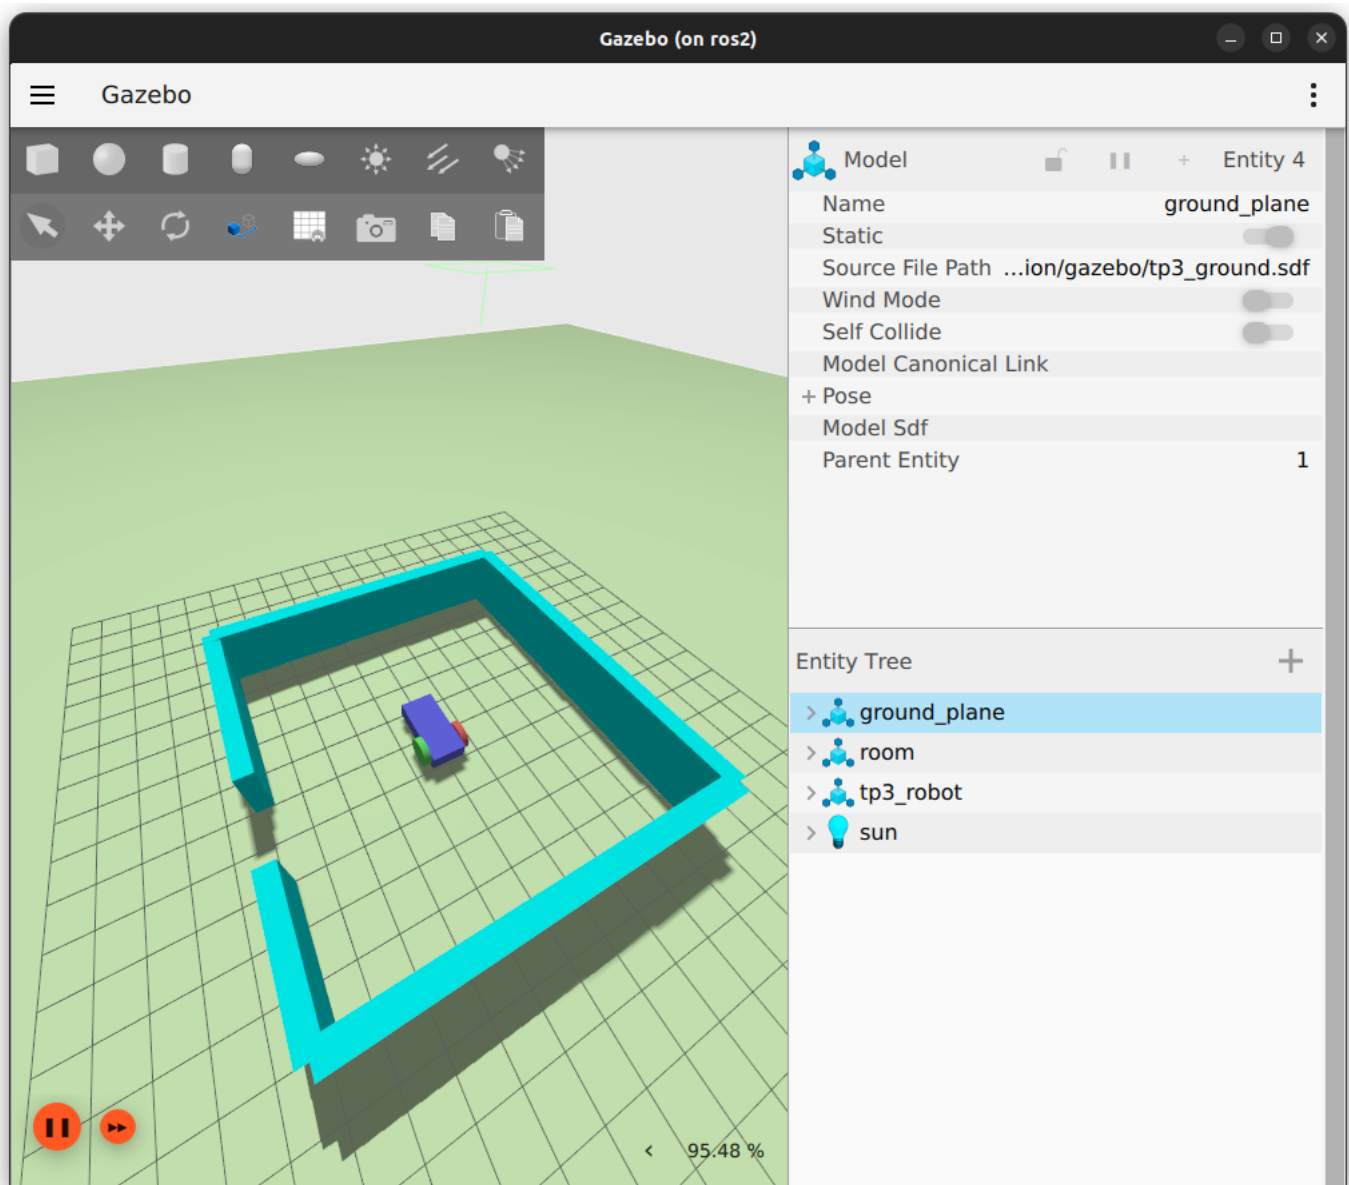 Gazebo (on ros2)
Gazebo
Model
Entity 4
Name ground_plane
Static
Source File Path ...ion/gazebo/tp3_ground.sdf
Wind Mode
Self Collide
Model Canonical Link
Pose
Model Sdf
Parent Entity 1
Entity Tree
ground_plane
room
tp3_robot
sun
95.48 %